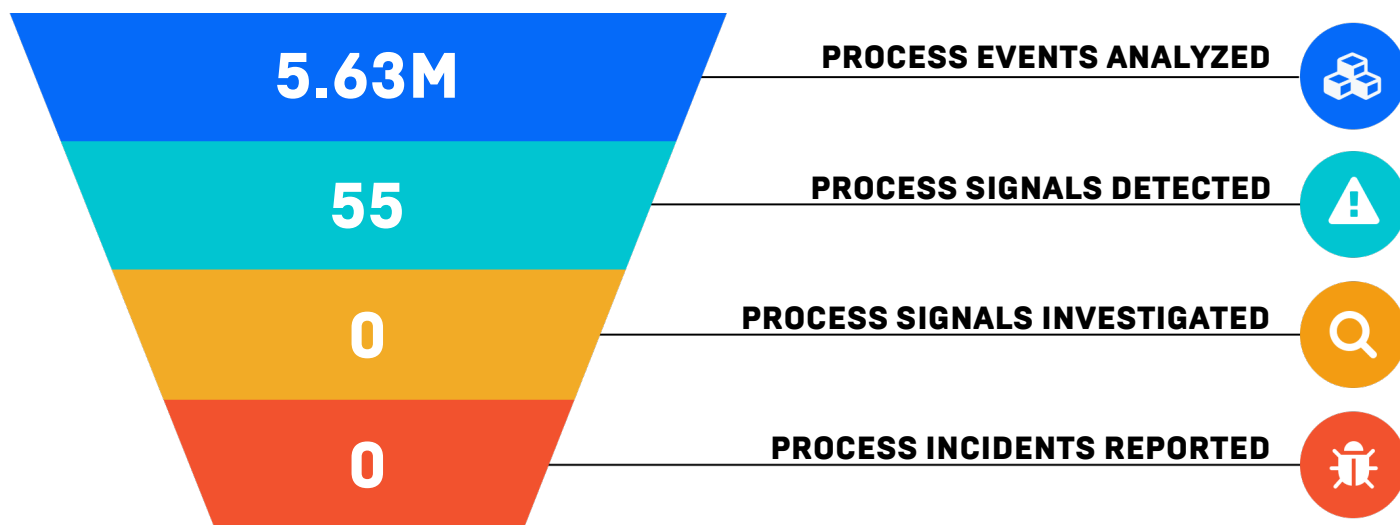 5.63M PROCESS EVENTS ANALYZED
55 PROCESS SIGNALS DETECTED
0 PROCESS SIGNALS INVESTIGATED
0 PROCESS INCIDENTS REPORTED